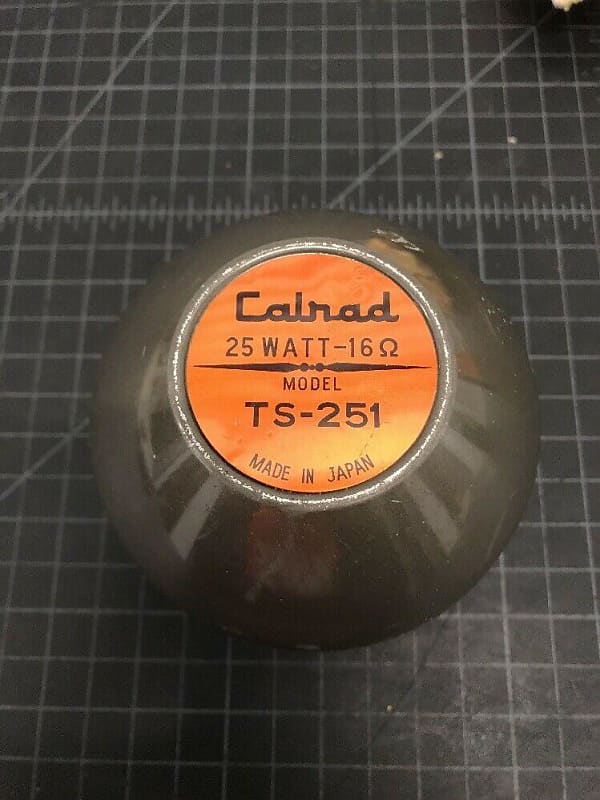 Calrad
25 WATT-16Ω
MODEL
TS-251
MADE IN JAPAN